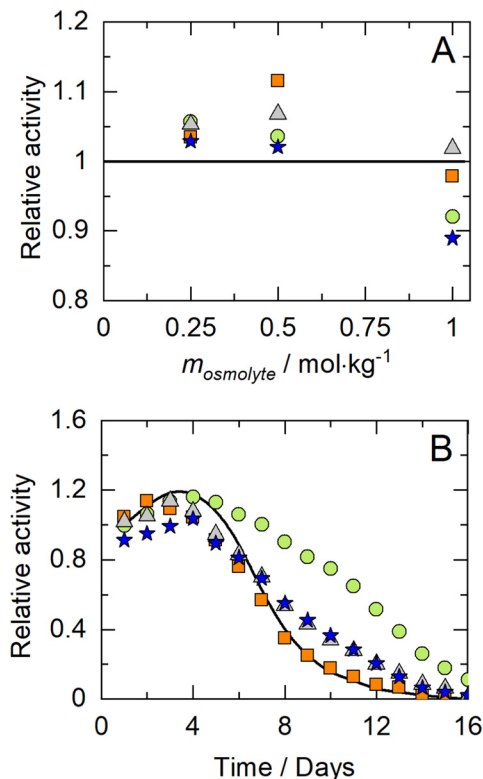 A
1.2
1.1
1
0.9
0.8
Relative activity
0 0.25 0.5 0.75 1
m_osmolyte / mol·kg⁻¹
B
1.6
1.2
0.8
0.4
0
Relative activity
0 4 8 12 16
Time / Days